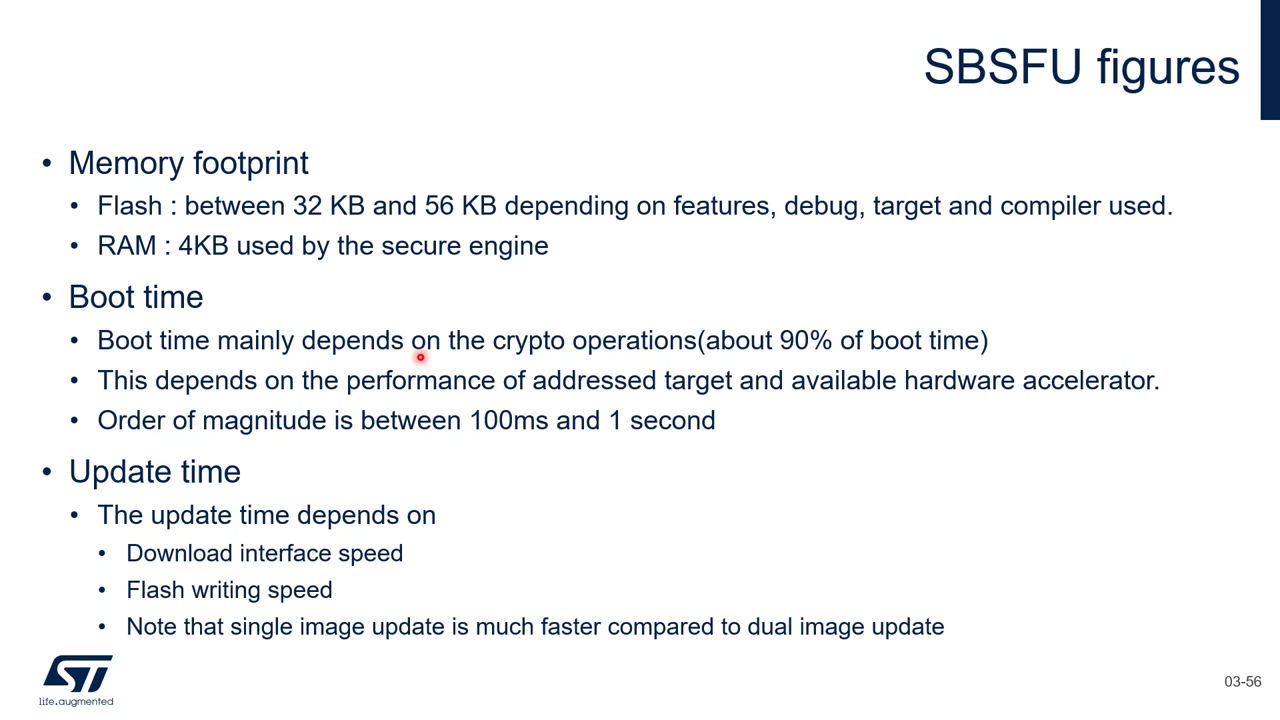 SBSFU figures
• Memory footprint
• Flash : between 32 KB and 56 KB depending on features, debug, target and compiler used.
• RAM : 4KB used by the secure engine
• Boot time
• Boot time mainly depends on the crypto operations(about 90% of boot time)
• This depends on the performance of addressed target and available hardware accelerator.
• Order of magnitude is between 100ms and 1 second
• Update time
• The update time depends on
• Download interface speed
• Flash writing speed
• Note that single image update is much faster compared to dual image update
ST
life.augmented
03-56